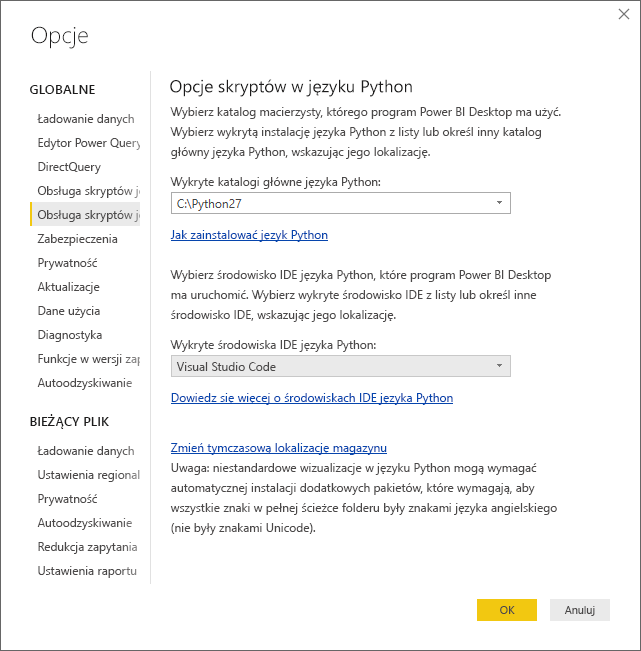 Opcje
GLOBALNE
Ładowanie danych
Edytor Power Query
DirectQuery
Obsługa skryptów ję
Obsługa skryptów ję
Zabezpieczenia
Prywatność
Aktualizacje
Dane użycia
Diagnostyka
Funkcje w wersji zap
Autoodzyskiwanie
BIEŻĄCY PLIK
Ładowanie danych
Ustawienia regional
Prywatność
Autoodzyskiwanie
Redukcja zapytania
Ustawienia raportu
Opcje skryptów w języku Python
Wybierz katalog macierzysty, którego program Power BI Desktop ma użyć.
Wybierz wykrytą instalację języka Python z listy lub określ inny katalog
główny języka Python, wskazując jego lokalizację.
Wykryte katalogi główne języka Python:
C:\Python27
Jak zainstalować język Python
Wybierz środowisko IDE języka Python, które program Power BI Desktop
ma uruchomić. Wybierz wykryte środowisko IDE z listy lub określ inne
środowisko IDE, wskazując jego lokalizację.
Wykryte środowiska IDE języka Python:
Visual Studio Code
Dowiedz się więcej o środowiskach IDE języka Python
Zmień tymczasową lokalizację magazynu
Uwaga: niestandardowe wizualizacje w języku Python mogą wymagać
automatycznej instalacji dodatkowych pakietów, które wymagają, aby
wszystkie znaki w pełnej ścieżce folderu były znakami języka angielskiego
(nie były znakami Unicode).
OK
Anuluj